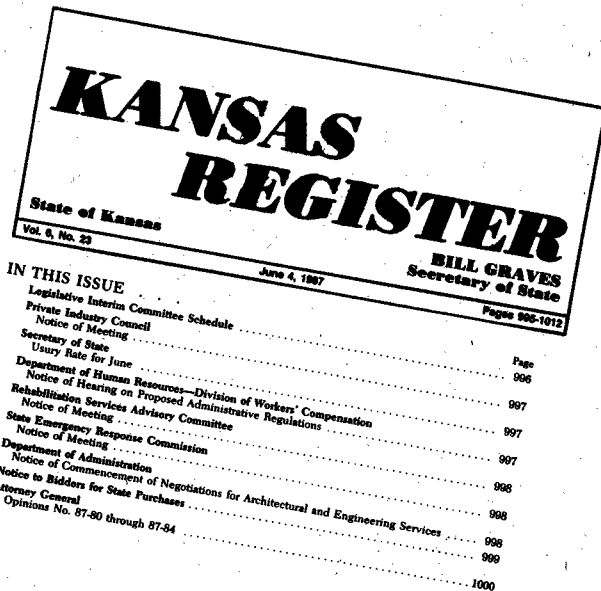 KANSAS
REGISTER
State of Kansas
BILL GRAVES
Secretary of State
Vol. 6, No. 23
June 4, 1987
Pages 995-1012
IN THIS ISSUE
Page
Legislative Interim Committee Schedule ........ 996
Private Industry Council
Notice of Meeting ........ 997
Secretary of State
Usury Rate for June ........ 997
Department of Human Resources—Division of Workers' Compensation
Notice of Hearing on Proposed Administrative Regulations ........ 997
Rehabilitation Services Advisory Committee
Notice of Meeting ........ 998
State Emergency Response Commission
Notice of Meeting ........ 998
Department of Administration
Notice of Commencement of Negotiations for Architectural and Engineering Services ..... 998
Notice to Bidders for State Purchases ........ 999
Attorney General
Opinions No. 87-80 through 87-84 ........ 1000